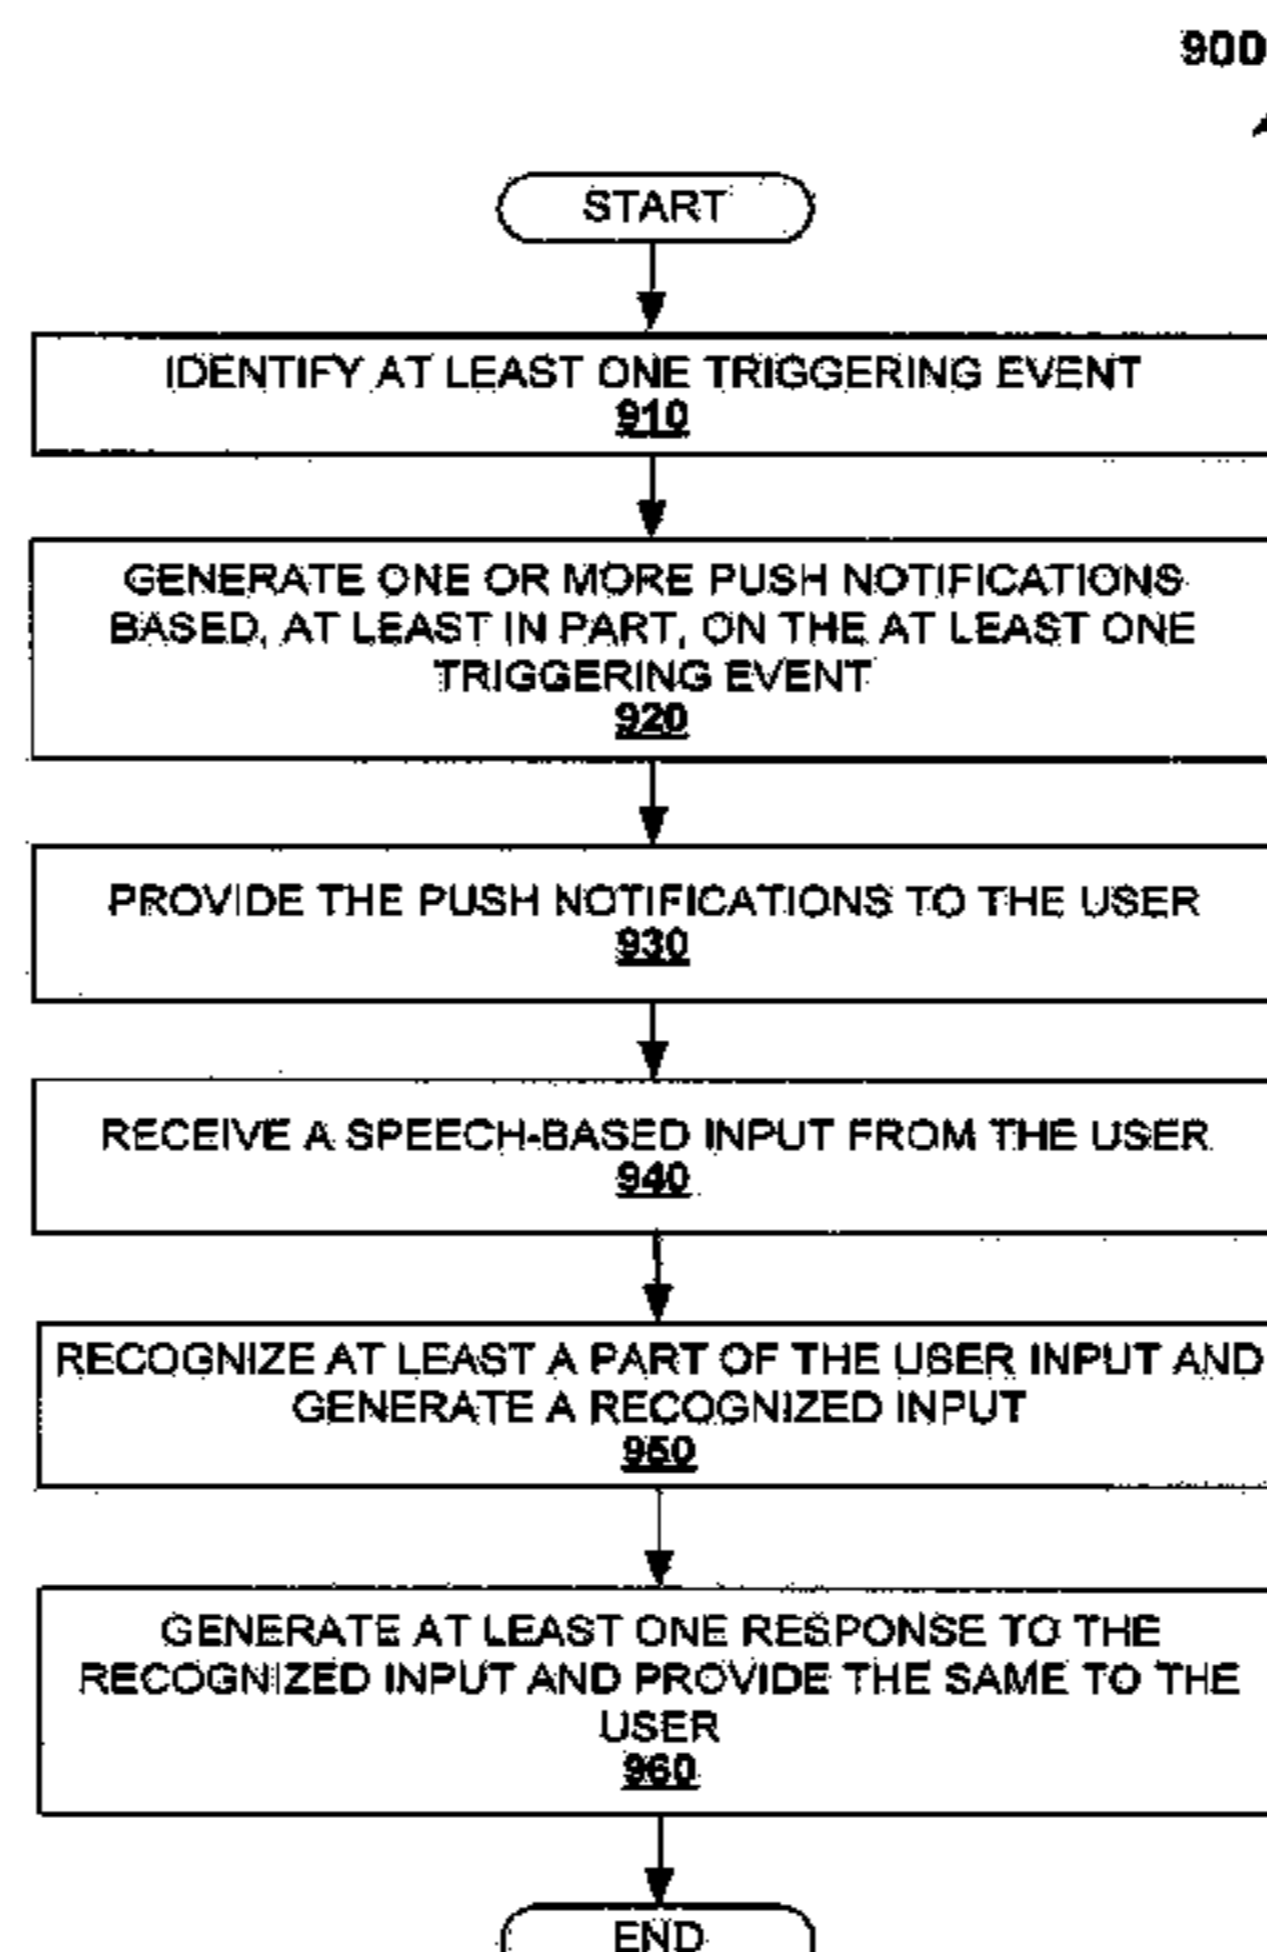 900
START
IDENTIFY AT LEAST ONE TRIGGERING EVENT
910
GENERATE ONE OR MORE PUSH NOTIFICATIONS
BASED, AT LEAST IN PART, ON THE AT LEAST ONE
TRIGGERING EVENT
920
PROVIDE THE PUSH NOTIFICATIONS TO THE USER
930
RECEIVE A SPEECH-BASED INPUT FROM THE USER
940
RECOGNIZE AT LEAST A PART OF THE USER INPUT AND
GENERATE A RECOGNIZED INPUT
950
GENERATE AT LEAST ONE RESPONSE TO THE
RECOGNIZED INPUT AND PROVIDE THE SAME TO THE
USER
960
END